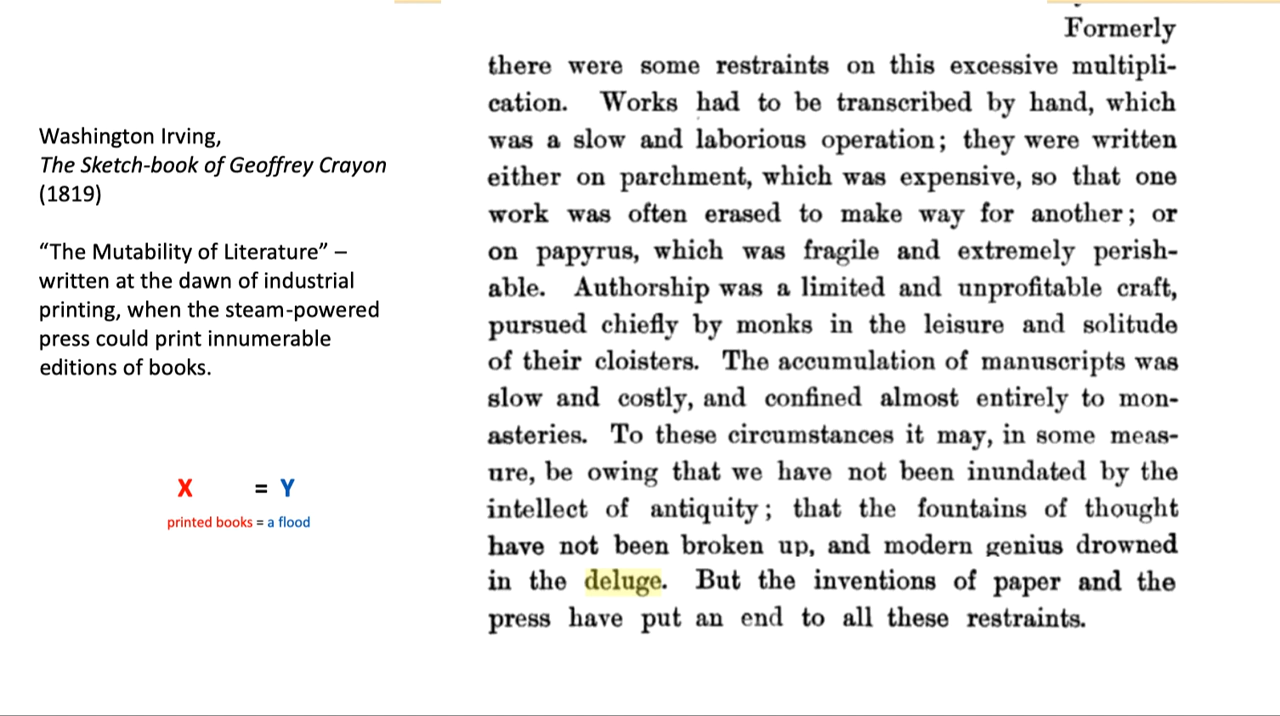 Washington Irving,
The Sketch-book of Geoffrey Crayon
(1819)
“The Mutability of Literature” –
written at the dawn of industrial
printing, when the steam-powered
press could print innumerable
editions of books.
X = Y
printed books = a flood
Formerly
there were some restraints on this excessive multipli-
cation. Works had to be transcribed by hand, which
was a slow and laborious operation; they were written
either on parchment, which was expensive, so that one
work was often erased to make way for another; or
on papyrus, which was fragile and extremely perish-
able. Authorship was a limited and unprofitable craft,
pursued chiefly by monks in the leisure and solitude
of their cloisters. The accumulation of manuscripts was
slow and costly, and confined almost entirely to mon-
asteries. To these circumstances it may, in some meas-
ure, be owing that we have not been inundated by the
intellect of antiquity; that the fountains of thought
have not been broken up, and modern genius drowned
in the deluge. But the inventions of paper and the
press have put an end to all these restraints.